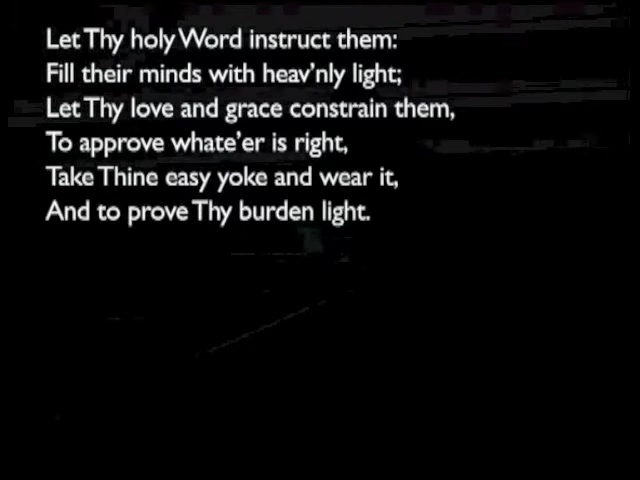 Let Thy holy Word instruct them:
Fill their minds with heav'nly light;
Let Thy love and grace constrain them,
To approve whate'er is right,
Take Thine easy yoke and wear it,
And to prove Thy burden light.